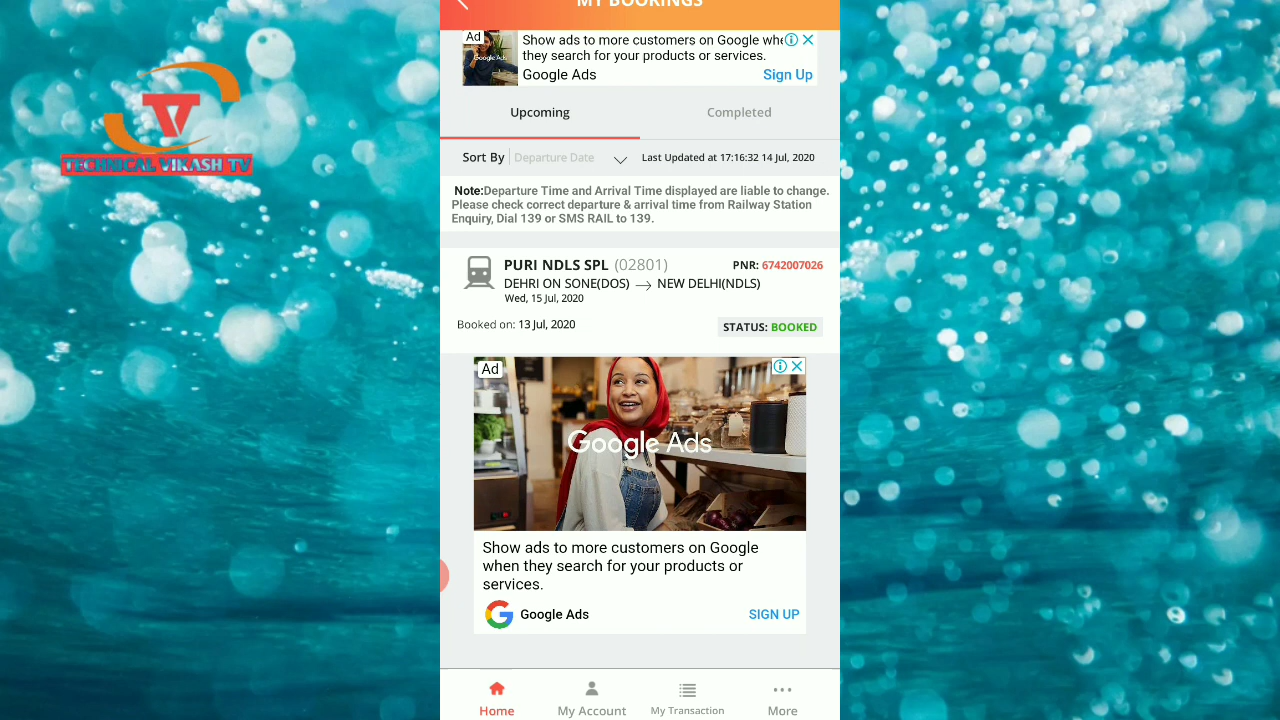 TV
TECHNICAL VIKASH TV
MY BOOKINGS
Ad
Google Ads
Show ads to more customers on Google whe
they search for your products or services.
Google Ads
Sign Up
Upcoming
Completed
Sort By
Departure Date
Last Updated at 17:16:32 14 Jul, 2020
Note:Departure Time and Arrival Time displayed are liable to change.
Please check correct departure & arrival time from Railway Station
Enquiry, Dial 139 or SMS RAIL to 139.
PURI NDLS SPL (02801)
PNR: 6742007026
DEHRI ON SONE(DOS) → NEW DELHI(NDLS)
Wed, 15 Jul, 2020
Booked on: 13 Jul, 2020
STATUS: BOOKED
Ad
Google Ads
Show ads to more customers on Google
when they search for your products or
services.
Google Ads
SIGN UP
Home
My Account
My Transaction
More